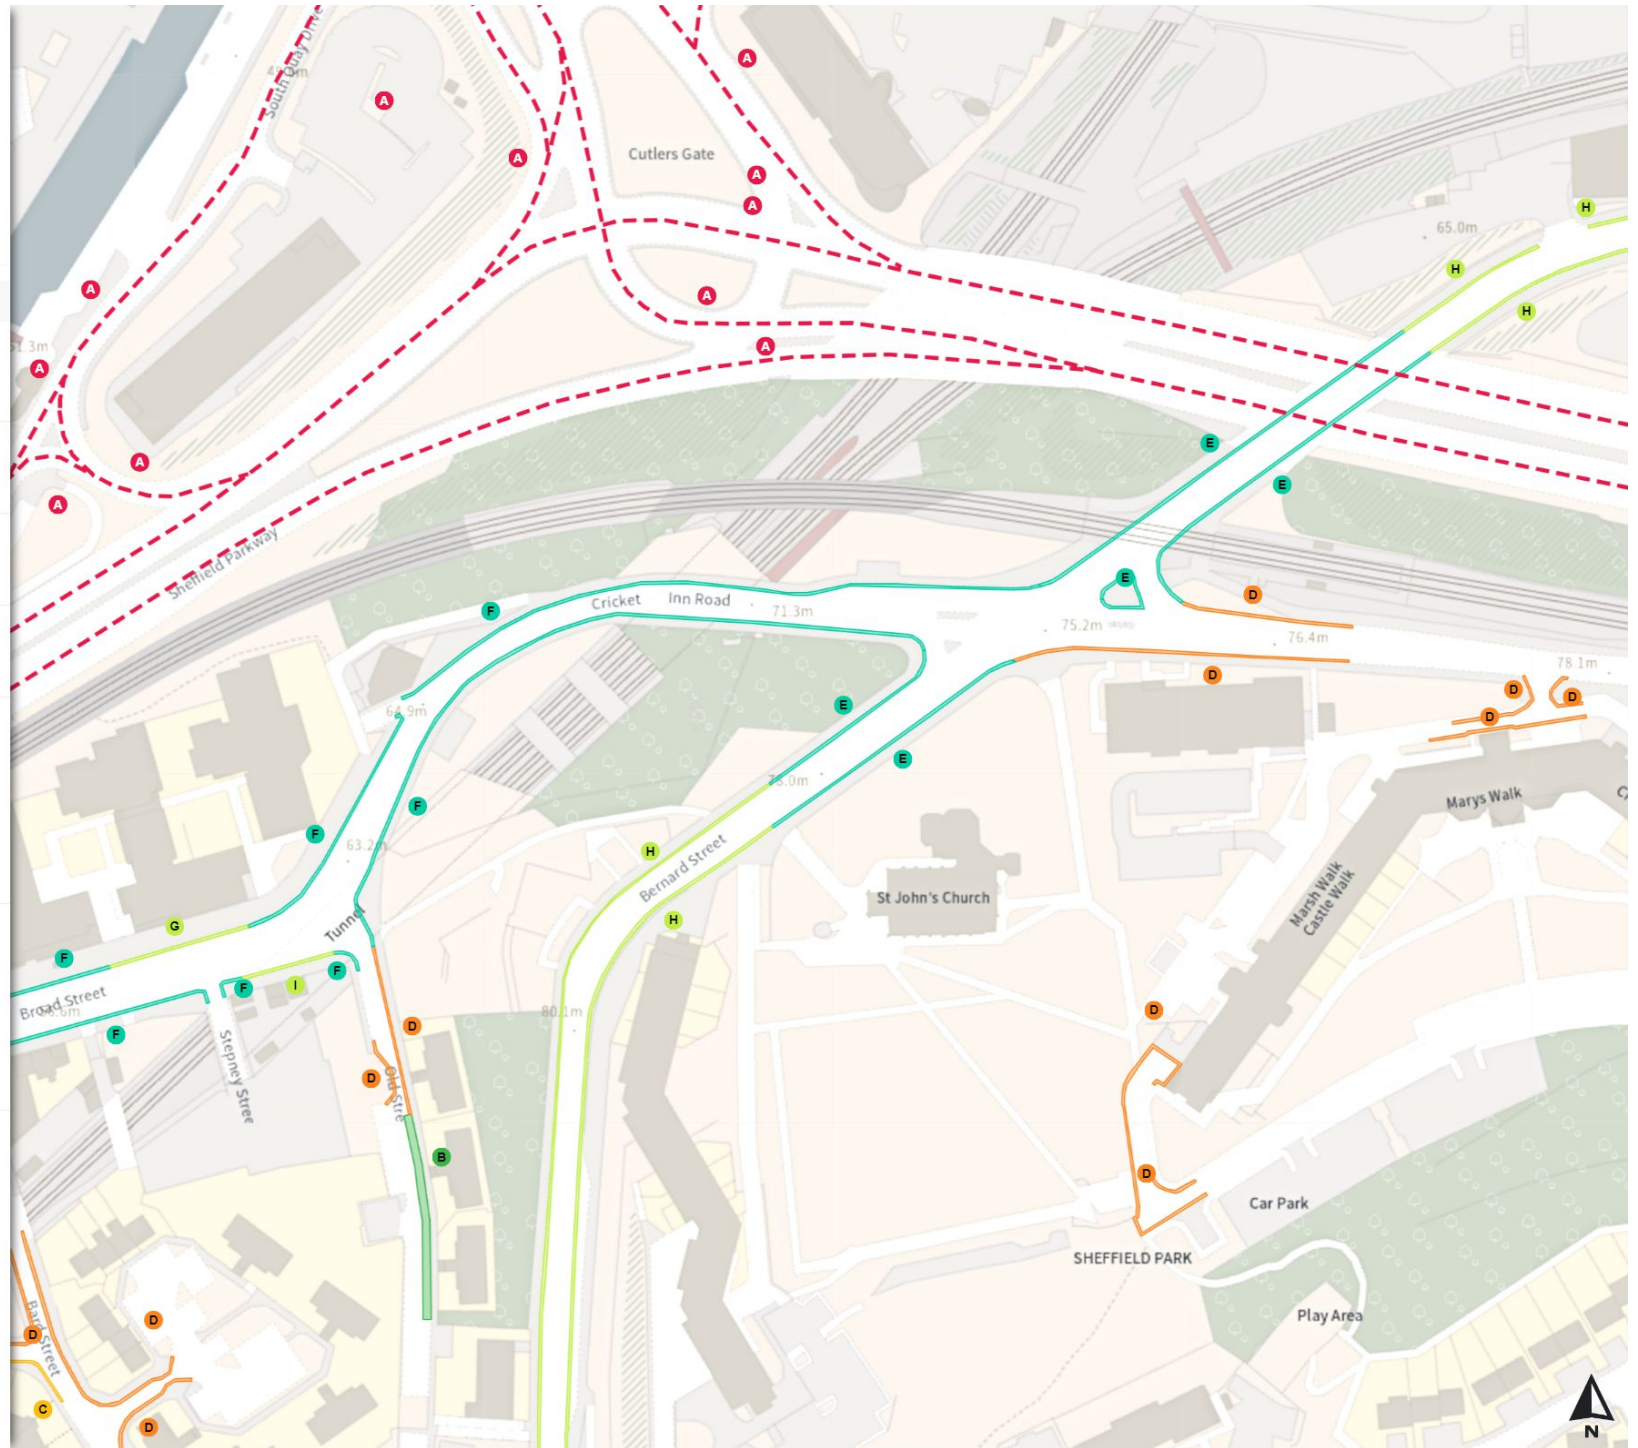 South Quay Drive
A
A
A
A
Cutlers Gate
A
A
H
65.0m
H
H
A
A
A
A
A
A
E
E
Sheffield Parkway
E
D
F
Cricket
Inn Road
71.3m
75.2m
76.4m
78.1m
D
D
D
D
64.9m
E
E
F
F
63.2m
H
Bernard Street
H
Marys Walk
St John's Church
Marsh Walk
Castle Walk
G
Tunnel
F
F
F
I
Broad Street
F
Stepney Stree
80.1m
D
D
D
Old Stre
B
D
Car Park
SHEFFIELD PARK
Play Area
Bard Street
D
D
C
D
N